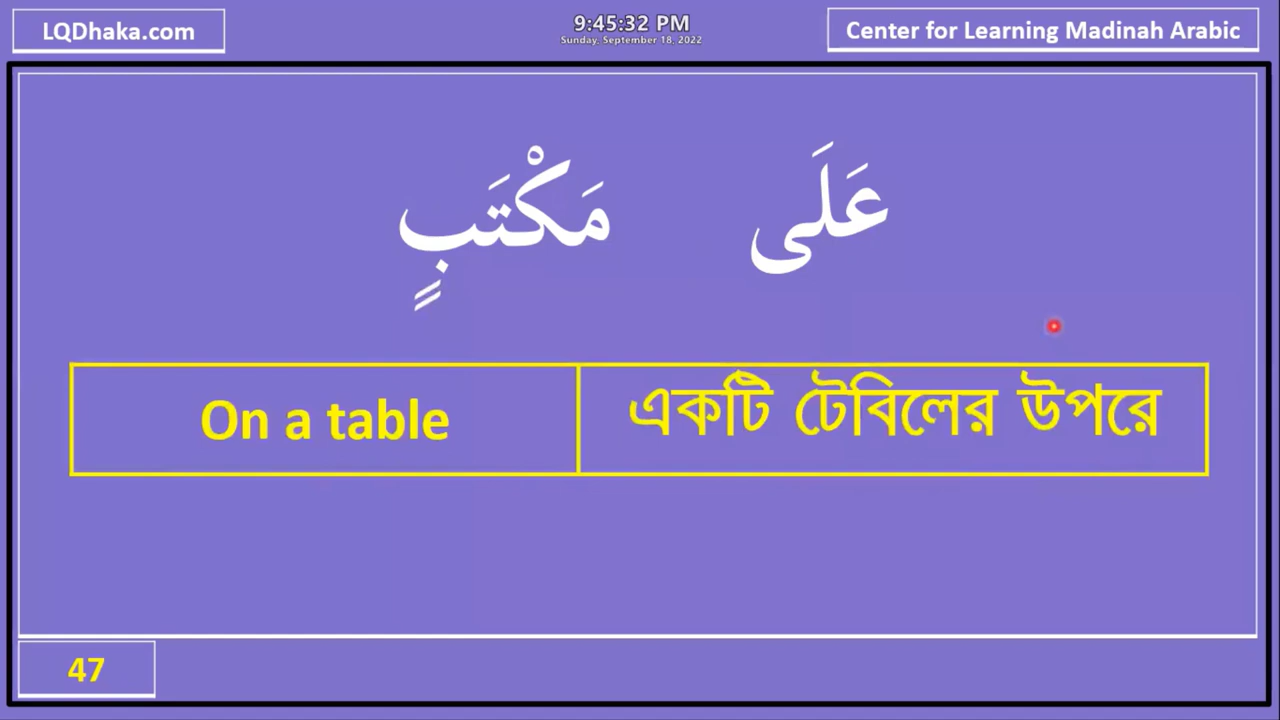 LQDhaka.com
9:45:32 PM
Sunday, September 18, 2022
Center for Learning Madinah Arabic
عَلَى مَكْتَبٍ
On a table
একটি টেবিলের উপরে
47